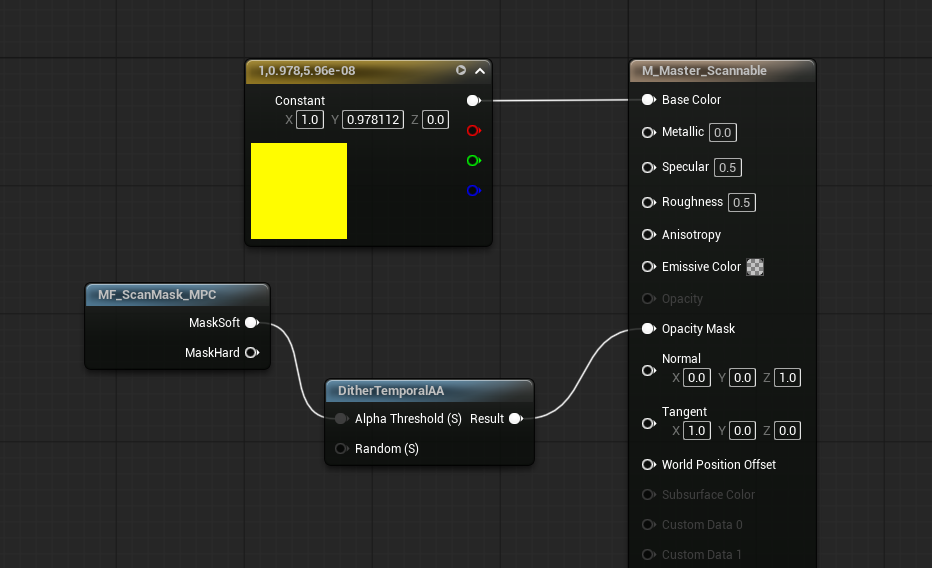 1,0.978,5.96e-08
Constant
X 1.0 Y 0.978112 Z 0.0
MF_ScanMask_MPC
MaskSoft
MaskHard
DitherTemporalAA
Alpha Threshold (S) Result
Random (S)
M_Master_Scannable
Base Color
Metallic 0.0
Specular 0.5
Roughness 0.5
Anisotropy
Emissive Color
Opacity
Opacity Mask
Normal
X 0.0 Y 0.0 Z 1.0
Tangent
X 1.0 Y 0.0 Z 0.0
World Position Offset
Subsurface Color
Custom Data 0
Custom Data 1